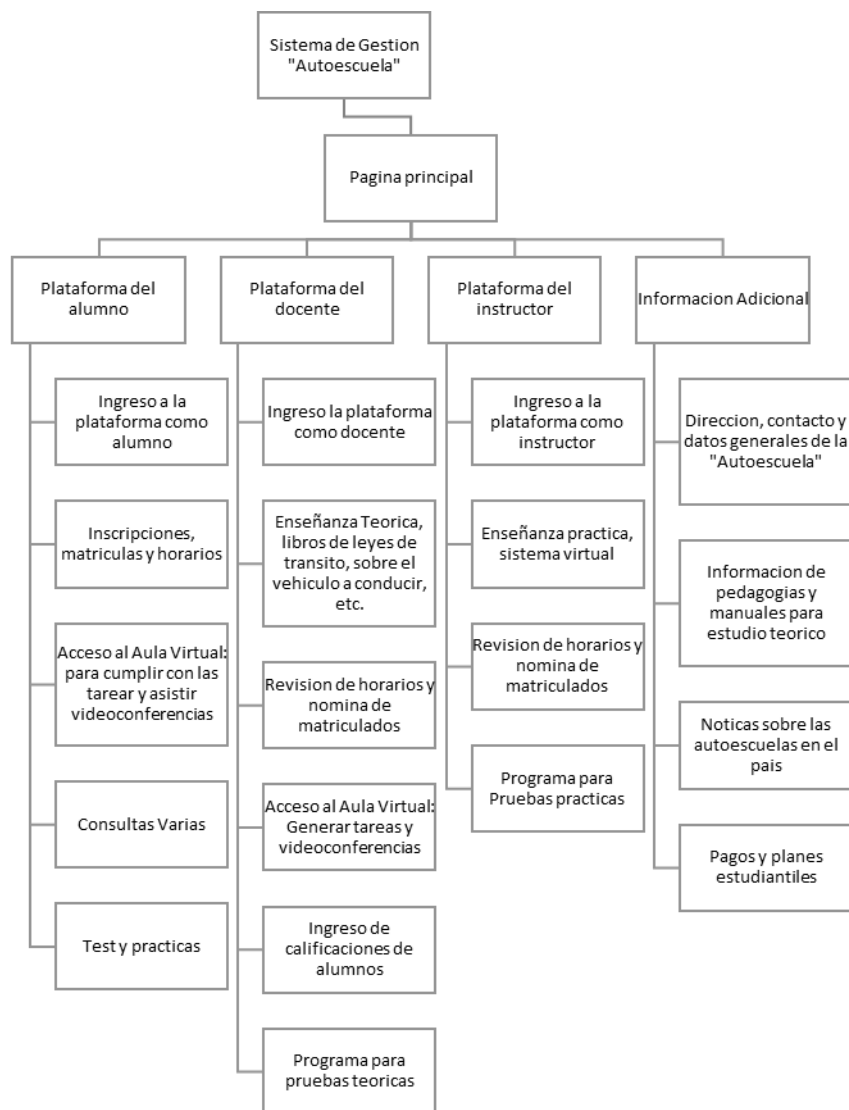 Sistema de Gestion
"Autoescuela"
Pagina principal
Plataforma del
alumno
Plataforma del
docente
Plataforma del
instructor
Informacion Adicional
Ingreso a la
plataforma como
alumno
Inscripciones,
matriculas y horarios
Acceso al Aula Virtual:
para cumplir con las
tarear y asistir
videoconferencias
Consultas Varias
Test y practicas
Ingreso la plataforma
como docente
Enseñanza Teorica,
libros de leyes de
transito, sobre el
vehiculo a conducir,
etc.
Revision de horarios y
nomina de
matriculados
Acceso al Aula Virtual:
Generar tareas y
videoconferencias
Ingreso de
calificaciones de
alumnos
Programa para
pruebas teoricas
Ingreso a la
plataforma como
instructor
Enseñanza practica,
sistema virtual
Revision de horarios y
nomina de
matriculados
Programa para
Pruebas practicas
Direccion, contacto y
datos generales de la
"Autoescuela"
Informacion de
pedagogias y
manuales para
estudio teorico
Noticas sobre las
autoescuelas en el
pais
Pagos y planes
estudiantiles